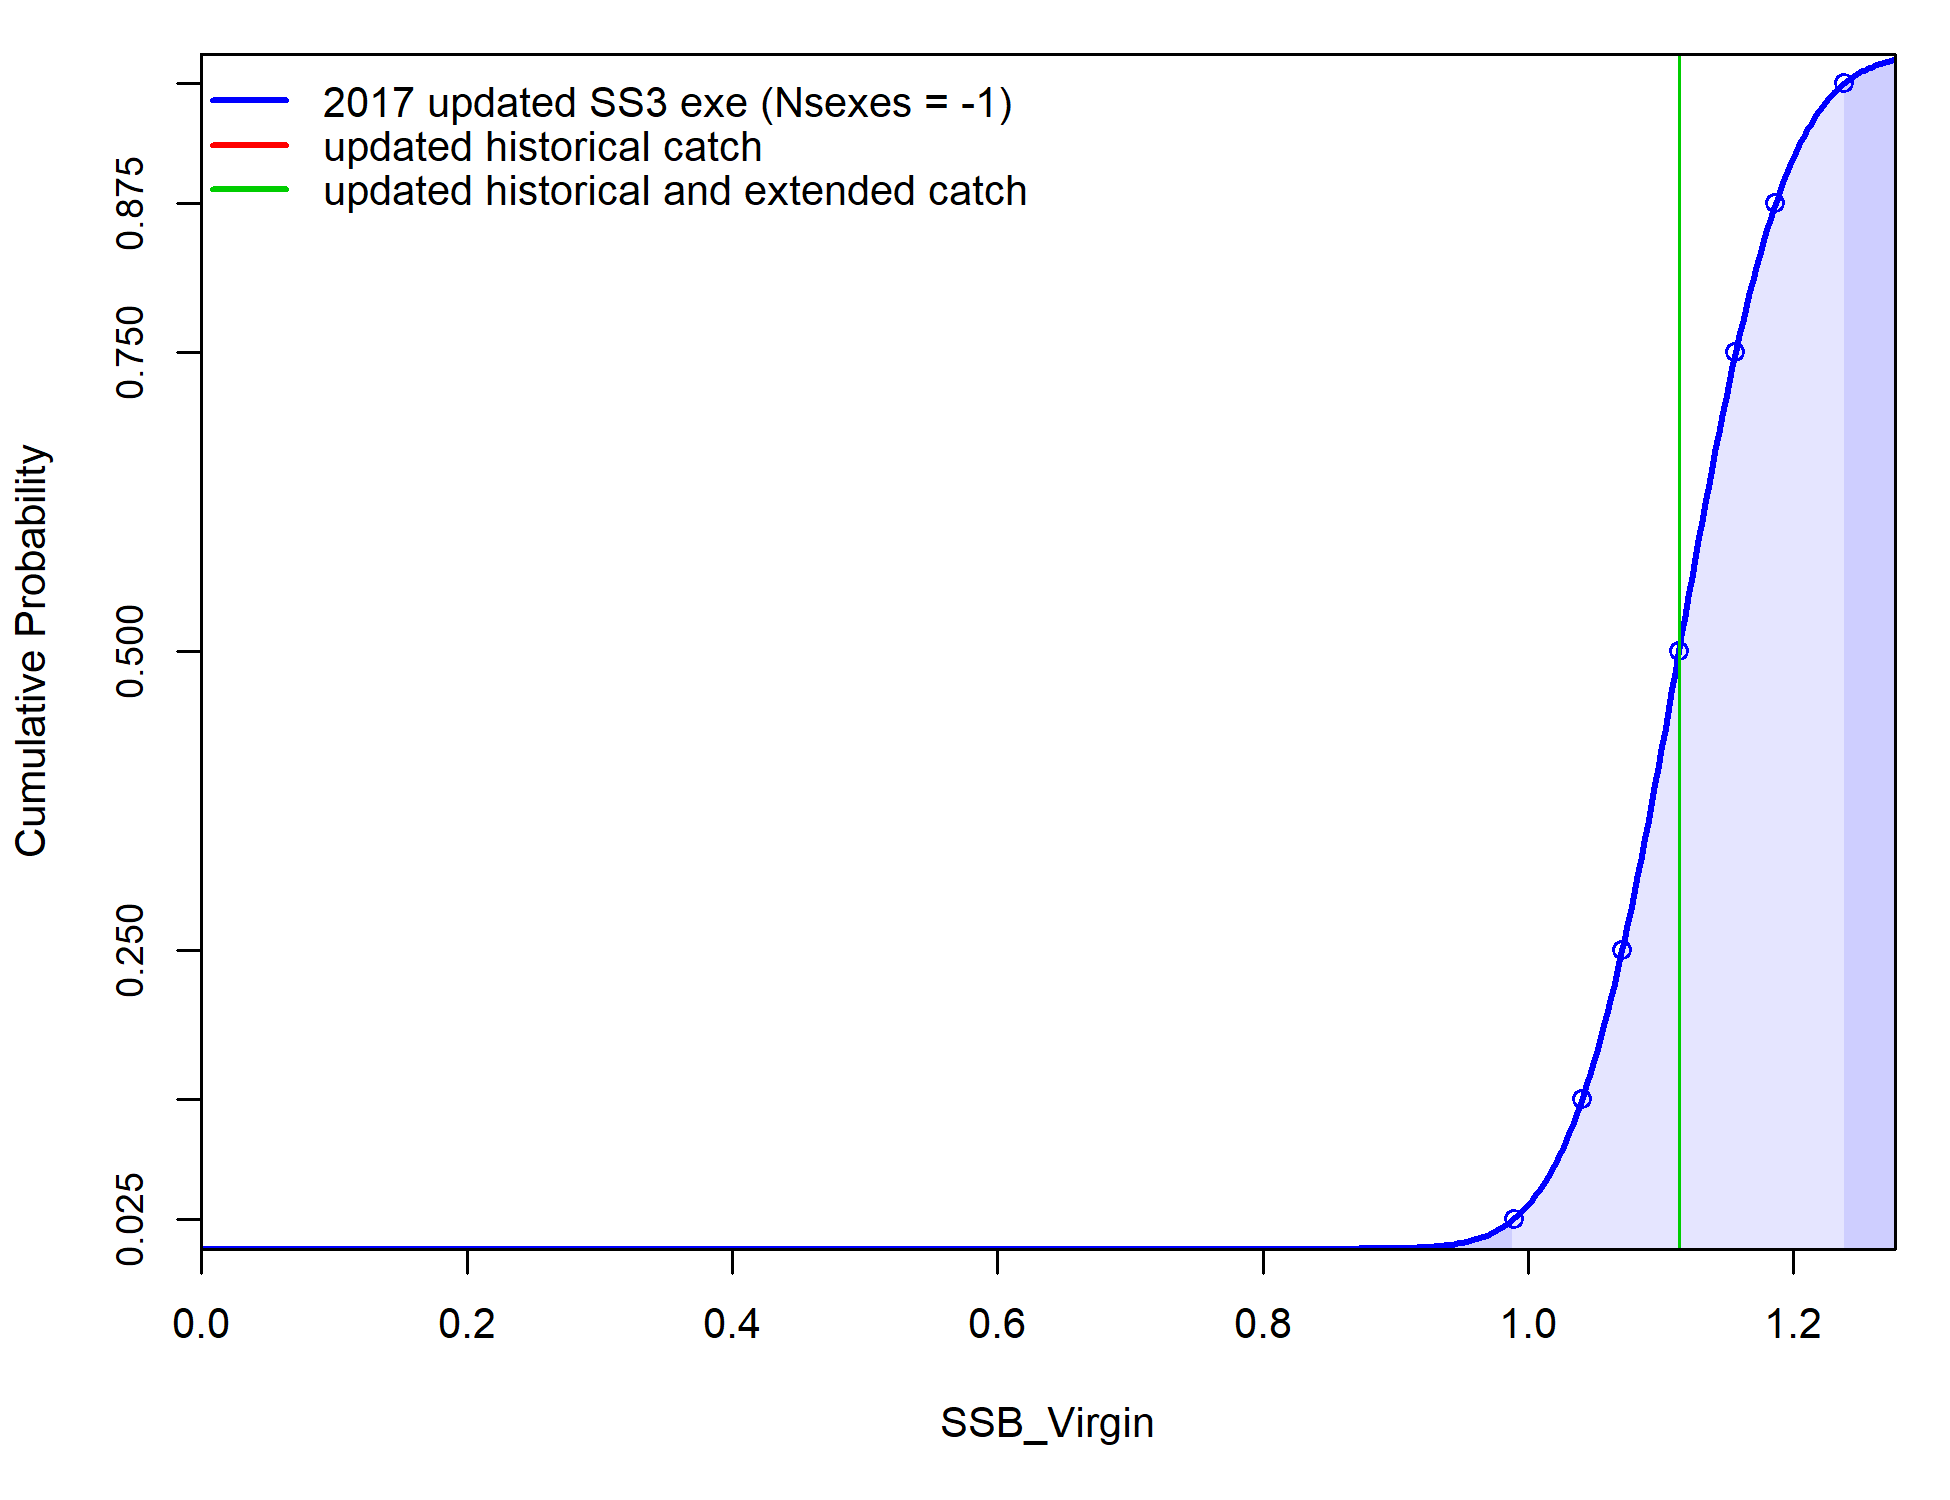 2017 updated SS3 exe (Nsexes = -1)
updated historical catch
updated historical and extended catch
Cumulative Probability
0.875
0.750
0.500
0.250
0.025
0.0 0.2 0.4 0.6 0.8 1.0 1.2
SSB_Virgin